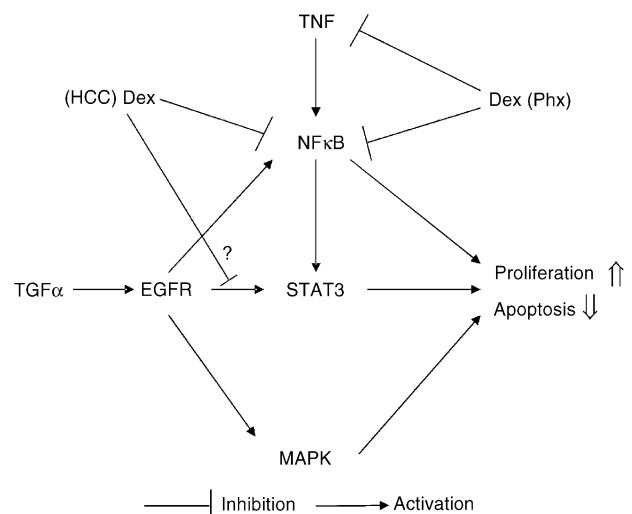 TNF
(HCC) Dex
Dex (Phx)
NFκB
?
TGFα
EGFR
STAT3
Proliferation ⇑
Apoptosis ⇓
MAPK
Inhibition
Activation